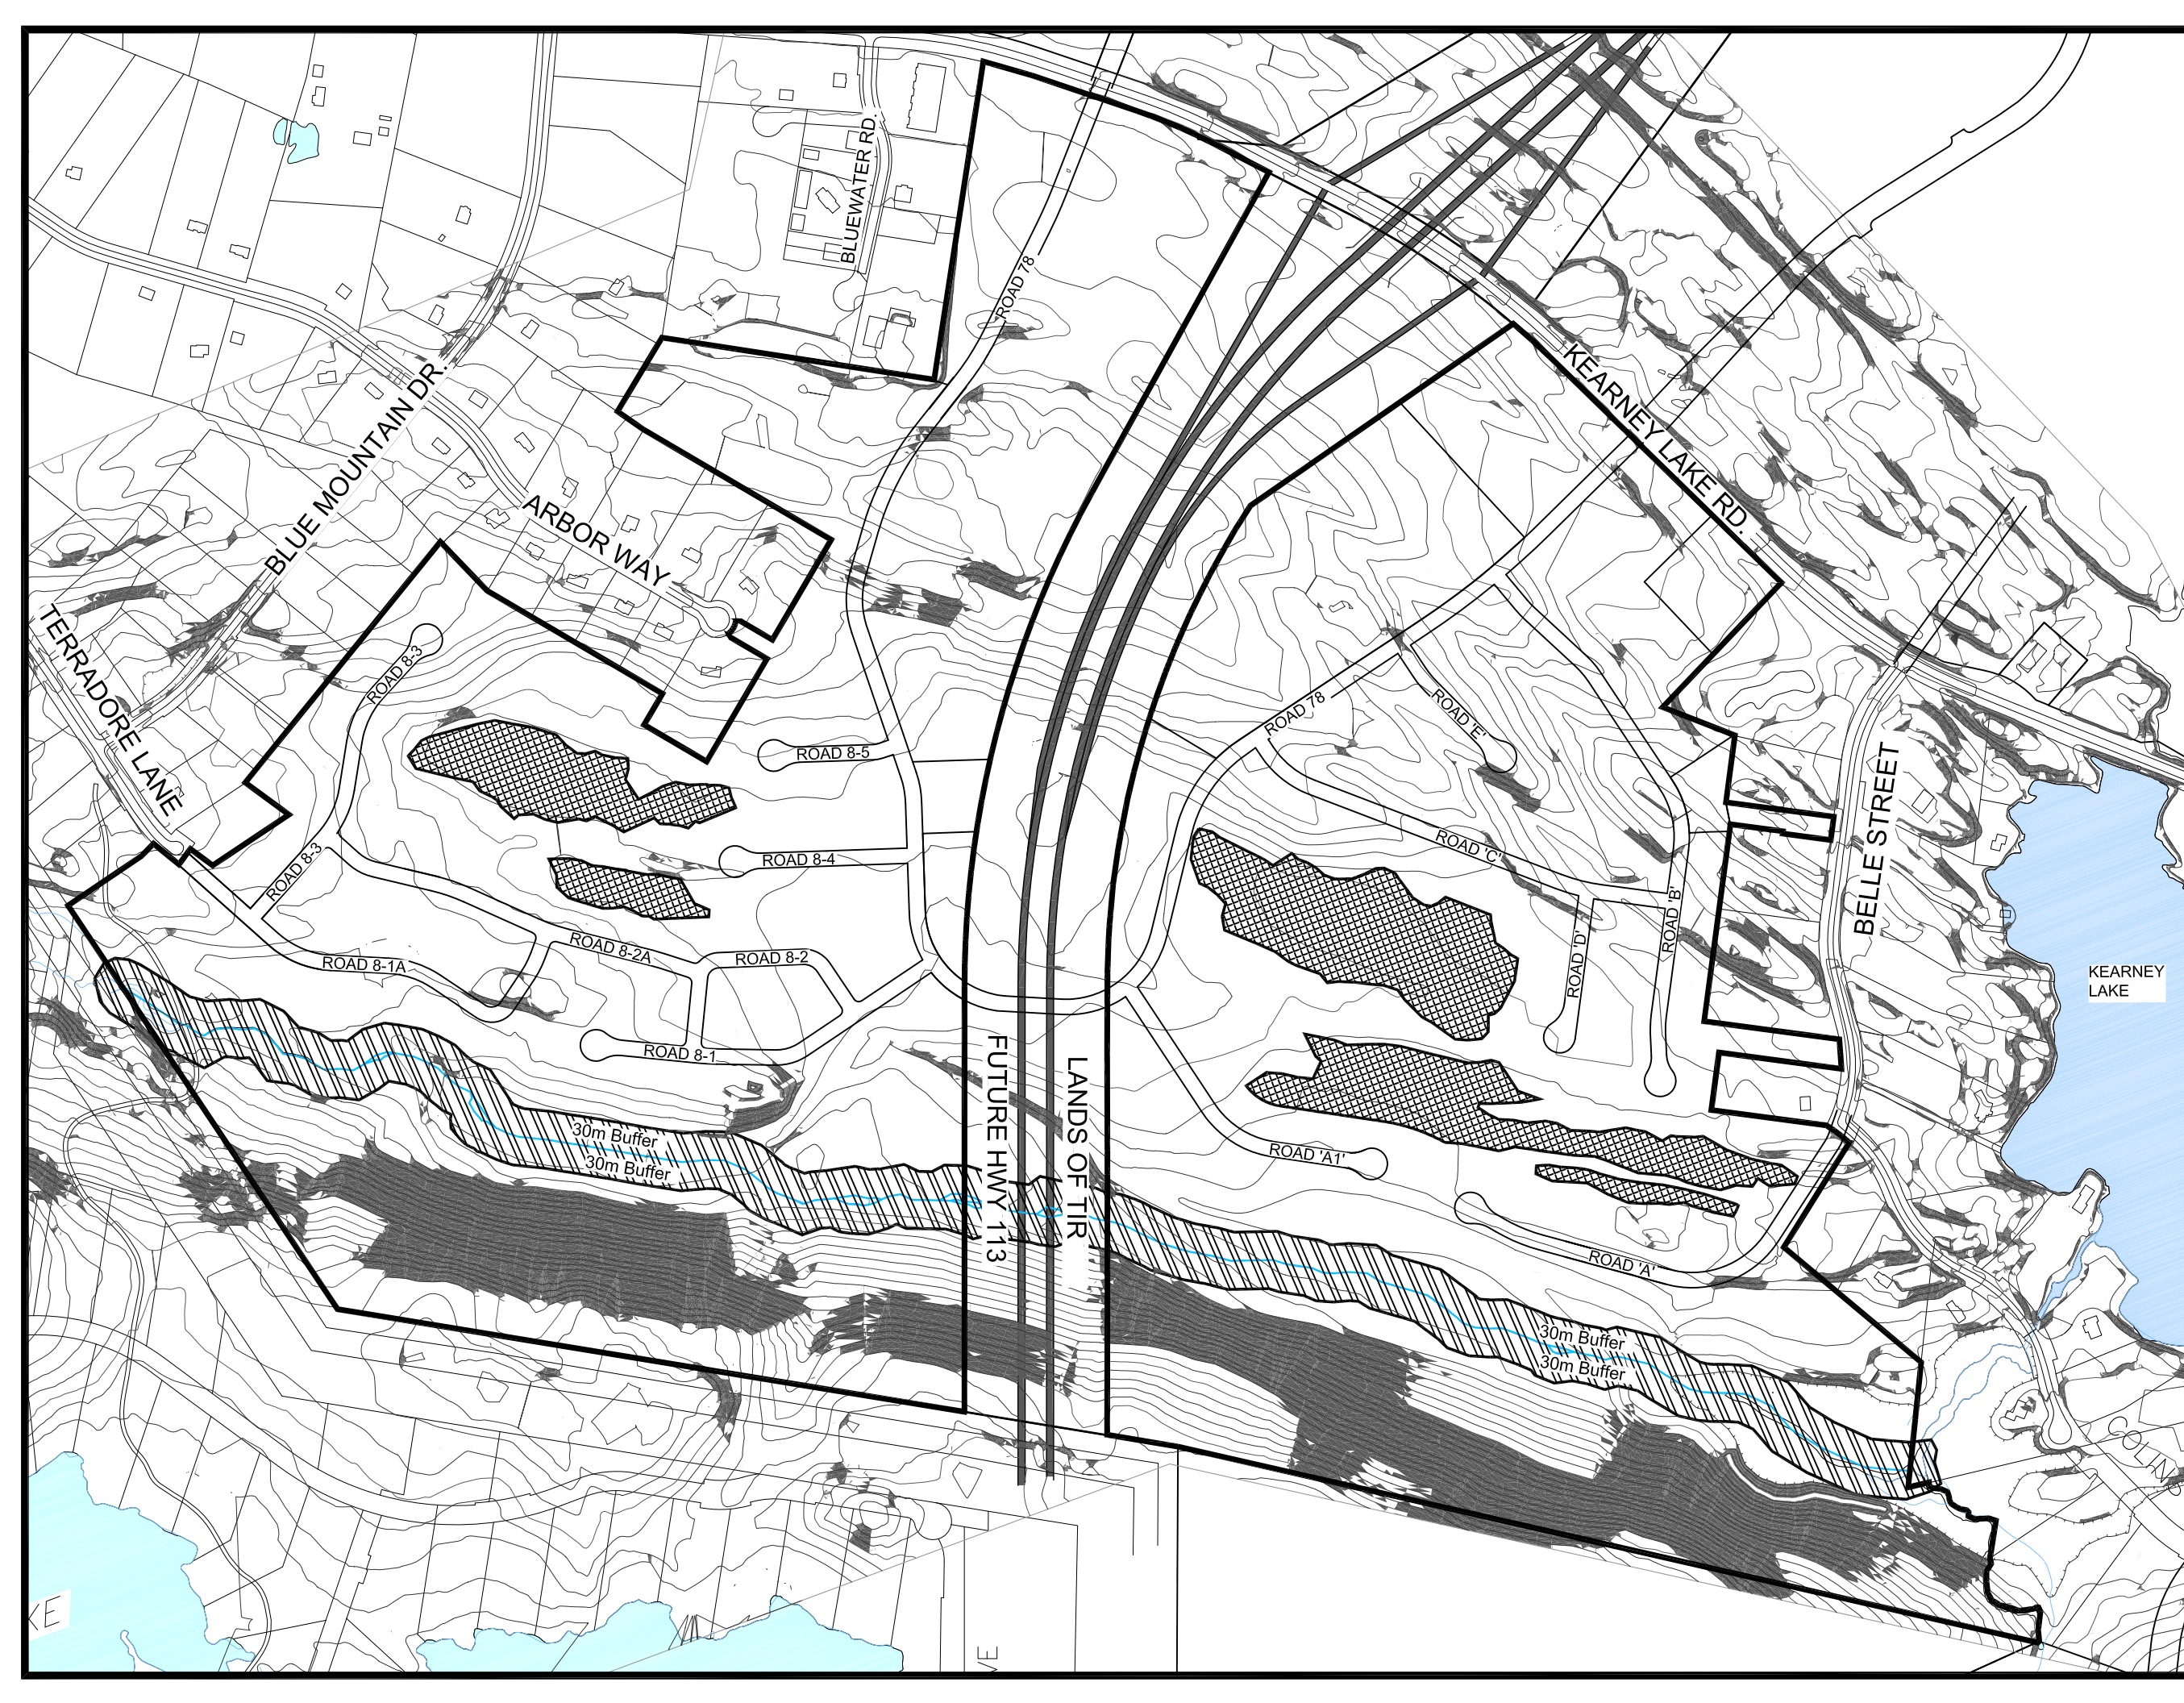 BLUEWATER RD.
ROAD 78
BLUE MOUNTAIN DR.
KEARNEY LAKE RD.
ARBOR WAY
TERRADORE LANE
ROAD 8-3
ROAD 78
ROAD 'E'
ROAD 8-5
BELLE STREET
ROAD 8-4
ROAD 'C'
ROAD 8-3
ROAD 'B'
ROAD 'D'
ROAD 8-2A
ROAD 8-2
ROAD 8-1A
KEARNEY
LAKE
ROAD 8-1
FUTURE HWY 113
LANDS OF TIR
30m Buffer
30m Buffer
ROAD 'A1'
ROAD 'A'
30m Buffer
30m Buffer
COLIN
KE
VE